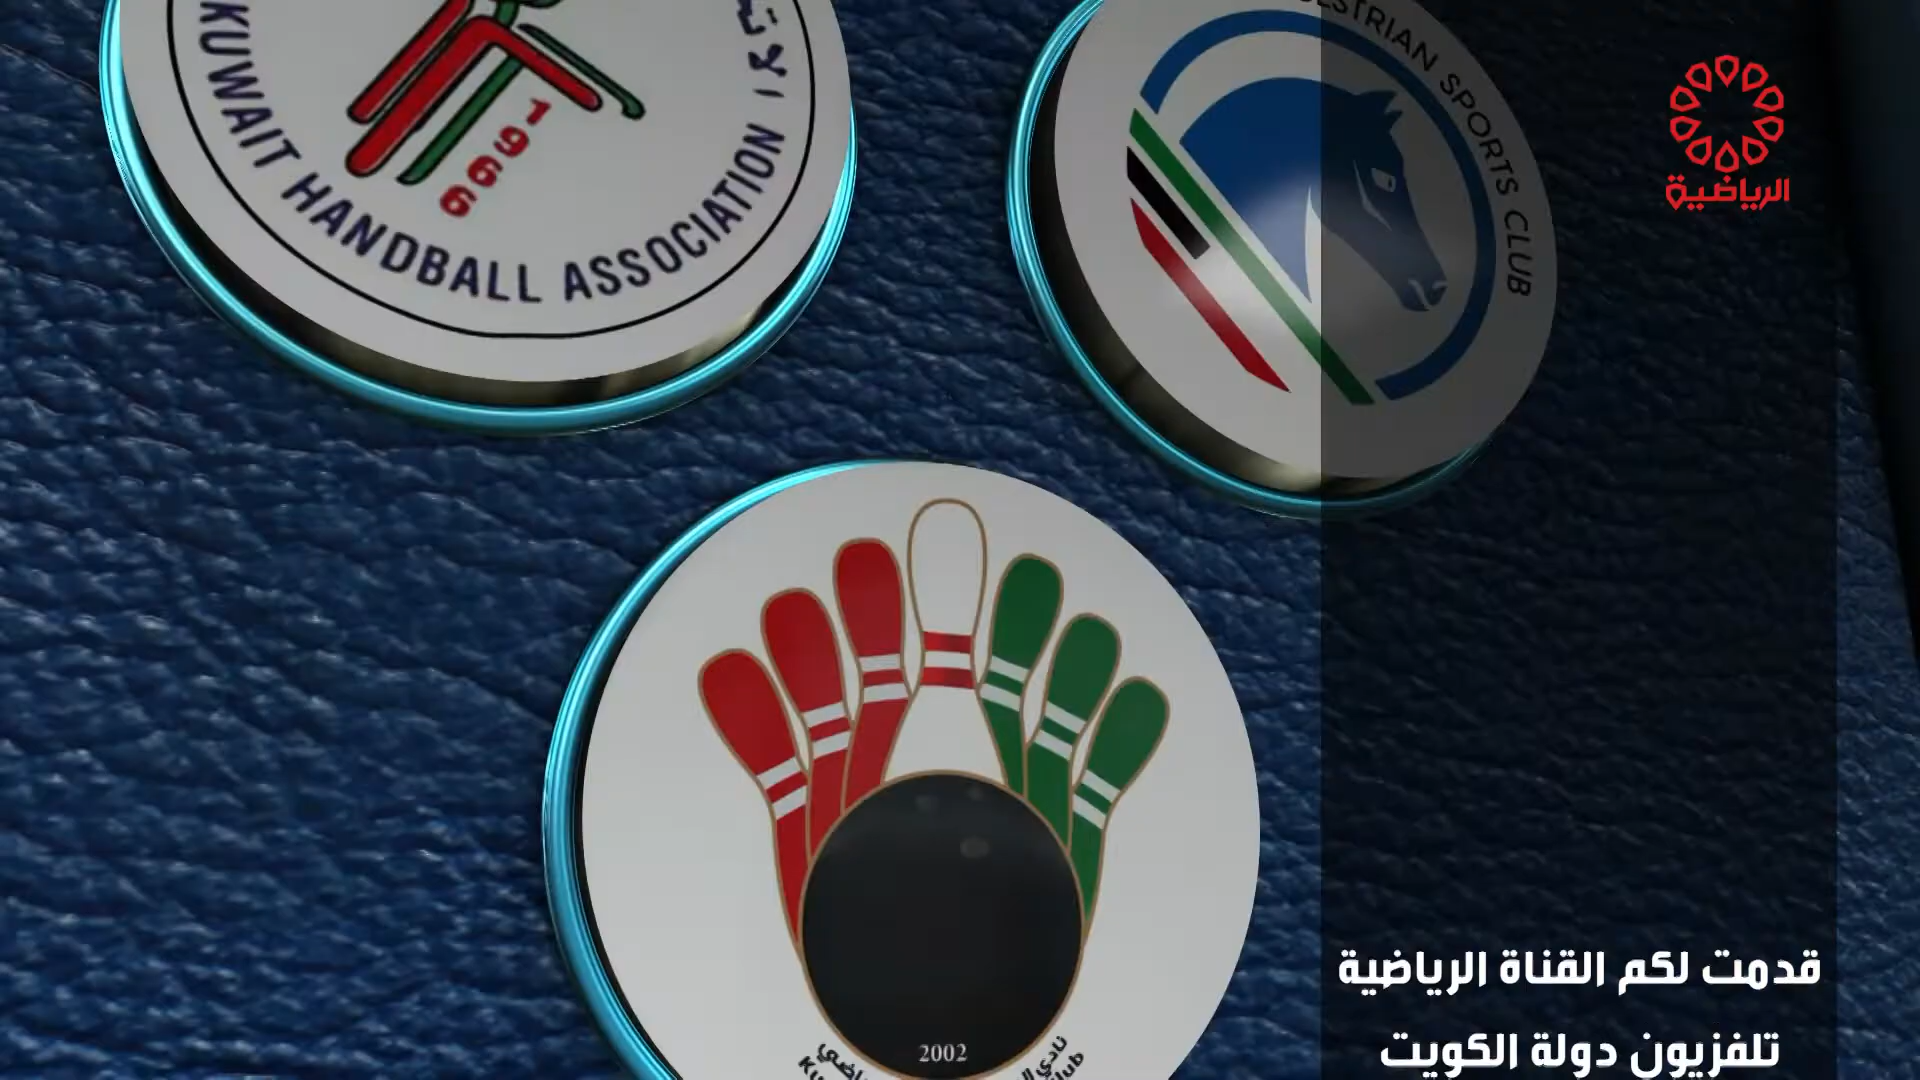 KUWAIT HANDBALL ASSOCIATION
1966
SPORTS CLUB
الرياضية
2002
قدمت لكم القناة الرياضية
تلفزيون دولة الكويت